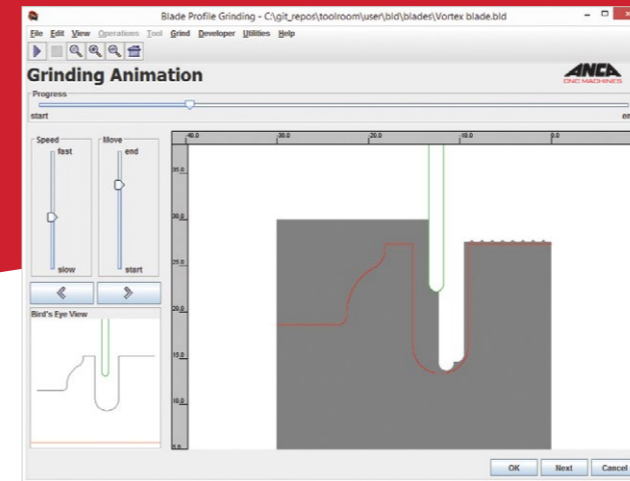 Blade Profile Grinding - C:\git_repos\toolroom\user\bld\blades\Vortex blade.bld
File Edit View Operations Tool Grind Developer Utilities Help
Grinding Animation
ANCA
CNC MACHINES
Progress
start
Speed
Move
fast
end
slow
start
Bird's Eye View
30.0
20.0
10.0
0.0
35.0
30.0
25.0
20.0
15.0
10.0
OK Next Cancel